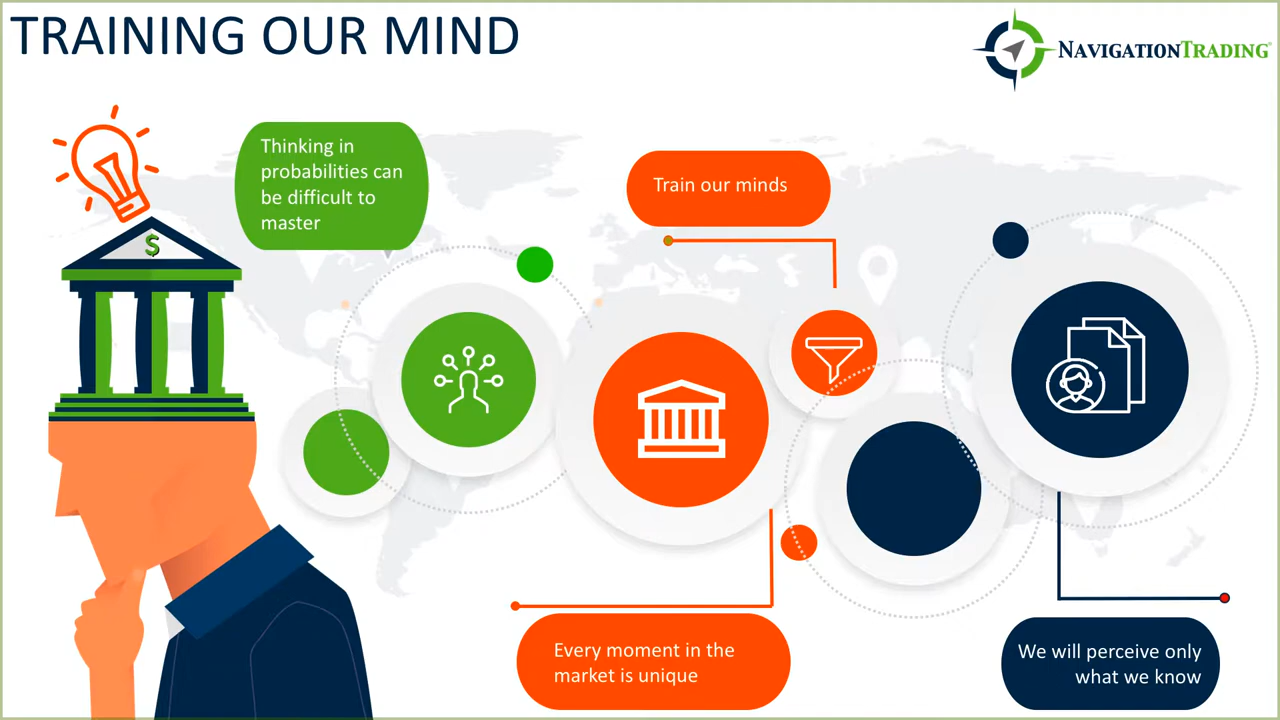 TRAINING OUR MIND
NAVIGATIONTRADING®
Thinking in
probabilities can
be difficult to
master
Train our minds
$
Every moment in the
market is unique
We will perceive only
what we know